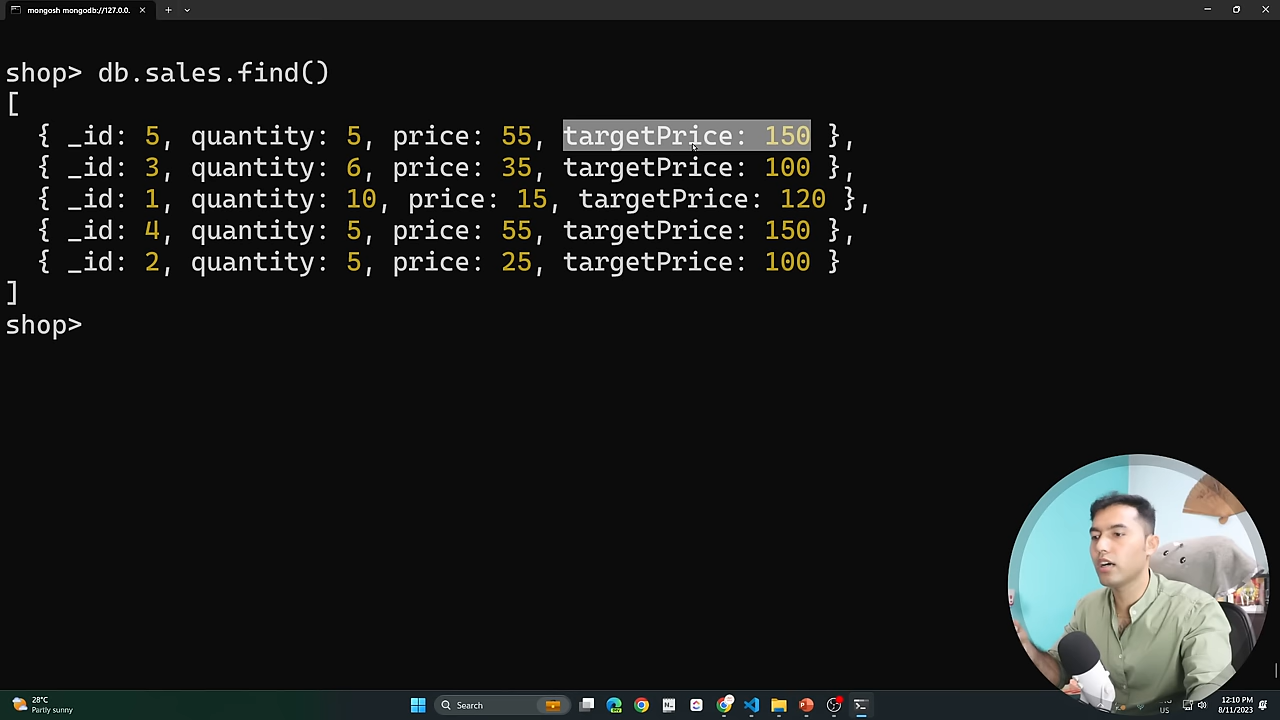 mongosh mongodb://127.0.0.
shop> db.sales.find()
[
{ _id: 5, quantity: 5, price: 55, targetPrice: 150 },
{ _id: 3, quantity: 6, price: 35, targetPrice: 100 },
{ _id: 1, quantity: 10, price: 15, targetPrice: 120 },
{ _id: 4, quantity: 5, price: 55, targetPrice: 150 },
{ _id: 2, quantity: 5, price: 25, targetPrice: 100 }
]
shop>
28°C
Partly sunny
Search
US
12:10 PM
8/11/2023